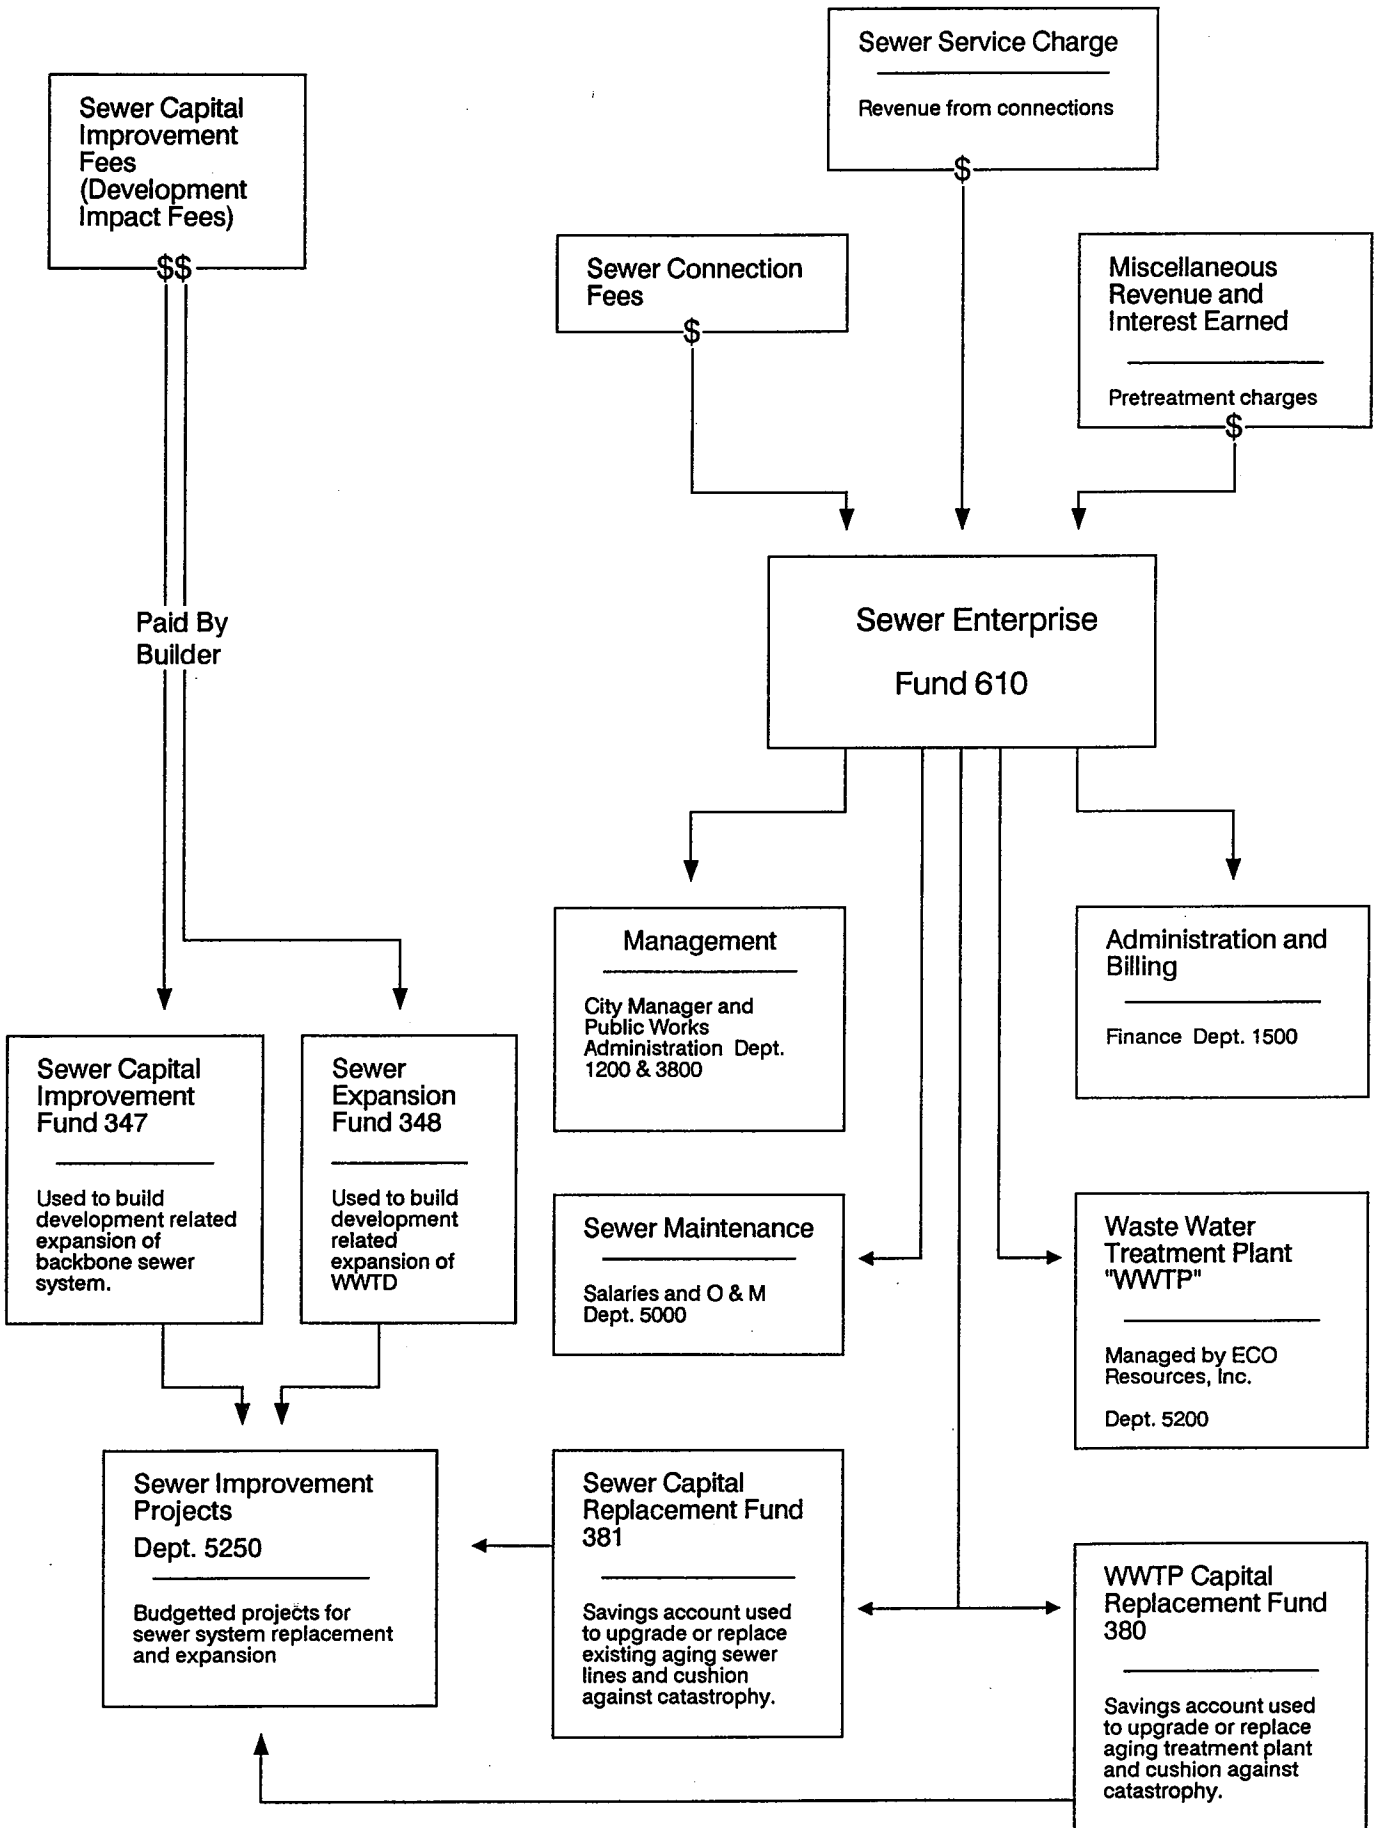 Sewer Service Charge
Revenue from connections
$
Sewer Capital
Improvement
Fees
(Development
Impact Fees)
$$
Sewer Connection
Fees
$
Miscellaneous
Revenue and
Interest Earned
Pretreatment charges
$
Paid By
Builder
Sewer Enterprise
Fund 610
Management
City Manager and
Public Works
Administration Dept.
1200 & 3800
Administration and
Billing
Finance Dept. 1500
Sewer Capital
Improvement
Fund 347
Used to build
development related
expansion of
backbone sewer
system.
Sewer
Expansion
Fund 348
Used to build
development
related
expansion of
WWTD
Sewer Maintenance
Salaries and O & M
Dept. 5000
Waste Water
Treatment Plant
"WWTP"
Managed by ECO
Resources, Inc.
Dept. 5200
Sewer Improvement
Projects
Dept. 5250
Budgetted projects for
sewer system replacement
and expansion
Sewer Capital
Replacement Fund
381
Savings account used
to upgrade or replace
existing aging sewer
lines and cushion
against catastrophy.
WWTP Capital
Replacement Fund
380
Savings account used
to upgrade or replace
aging treatment plant
and cushion against
catastrophy.